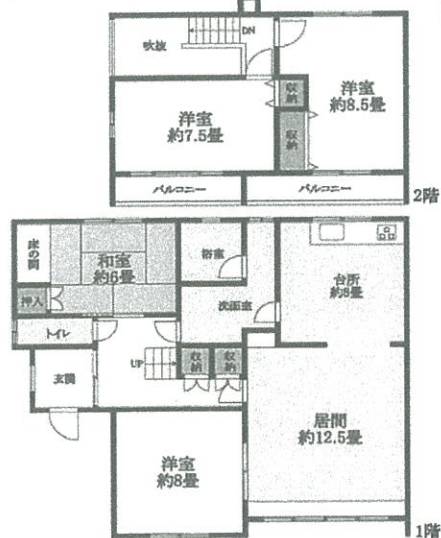 吹抜
DN
洋室
約7.5畳
収納
収納
洋室
約8.5畳
バルコニー
バルコニー
2階
床の間
和室
約6畳
浴室
台所
約8畳
押入
洗面室
トイレ
玄関
UP
収納
収納
居間
約12.5畳
洋室
約8畳
1階